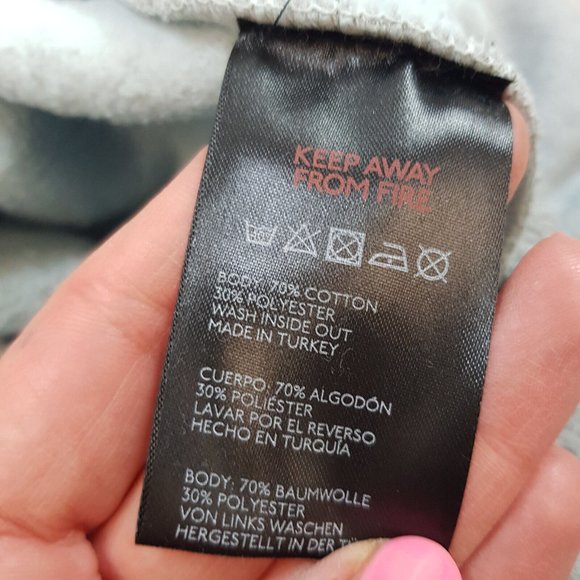 KEEP AWAY
FROM FIRE
BODY: 70% COTTON
30% POLYESTER
WASH INSIDE OUT
MADE IN TURKEY
CUERPO: 70% ALGODÓN
30% POLIÉSTER
LAVAR POR EL REVERSO
HECHO EN TURQUÍA
BODY: 70% BAUMWOLLE
30% POLYESTER
VON LINKS WASCHEN
HERGESTELLT IN DER